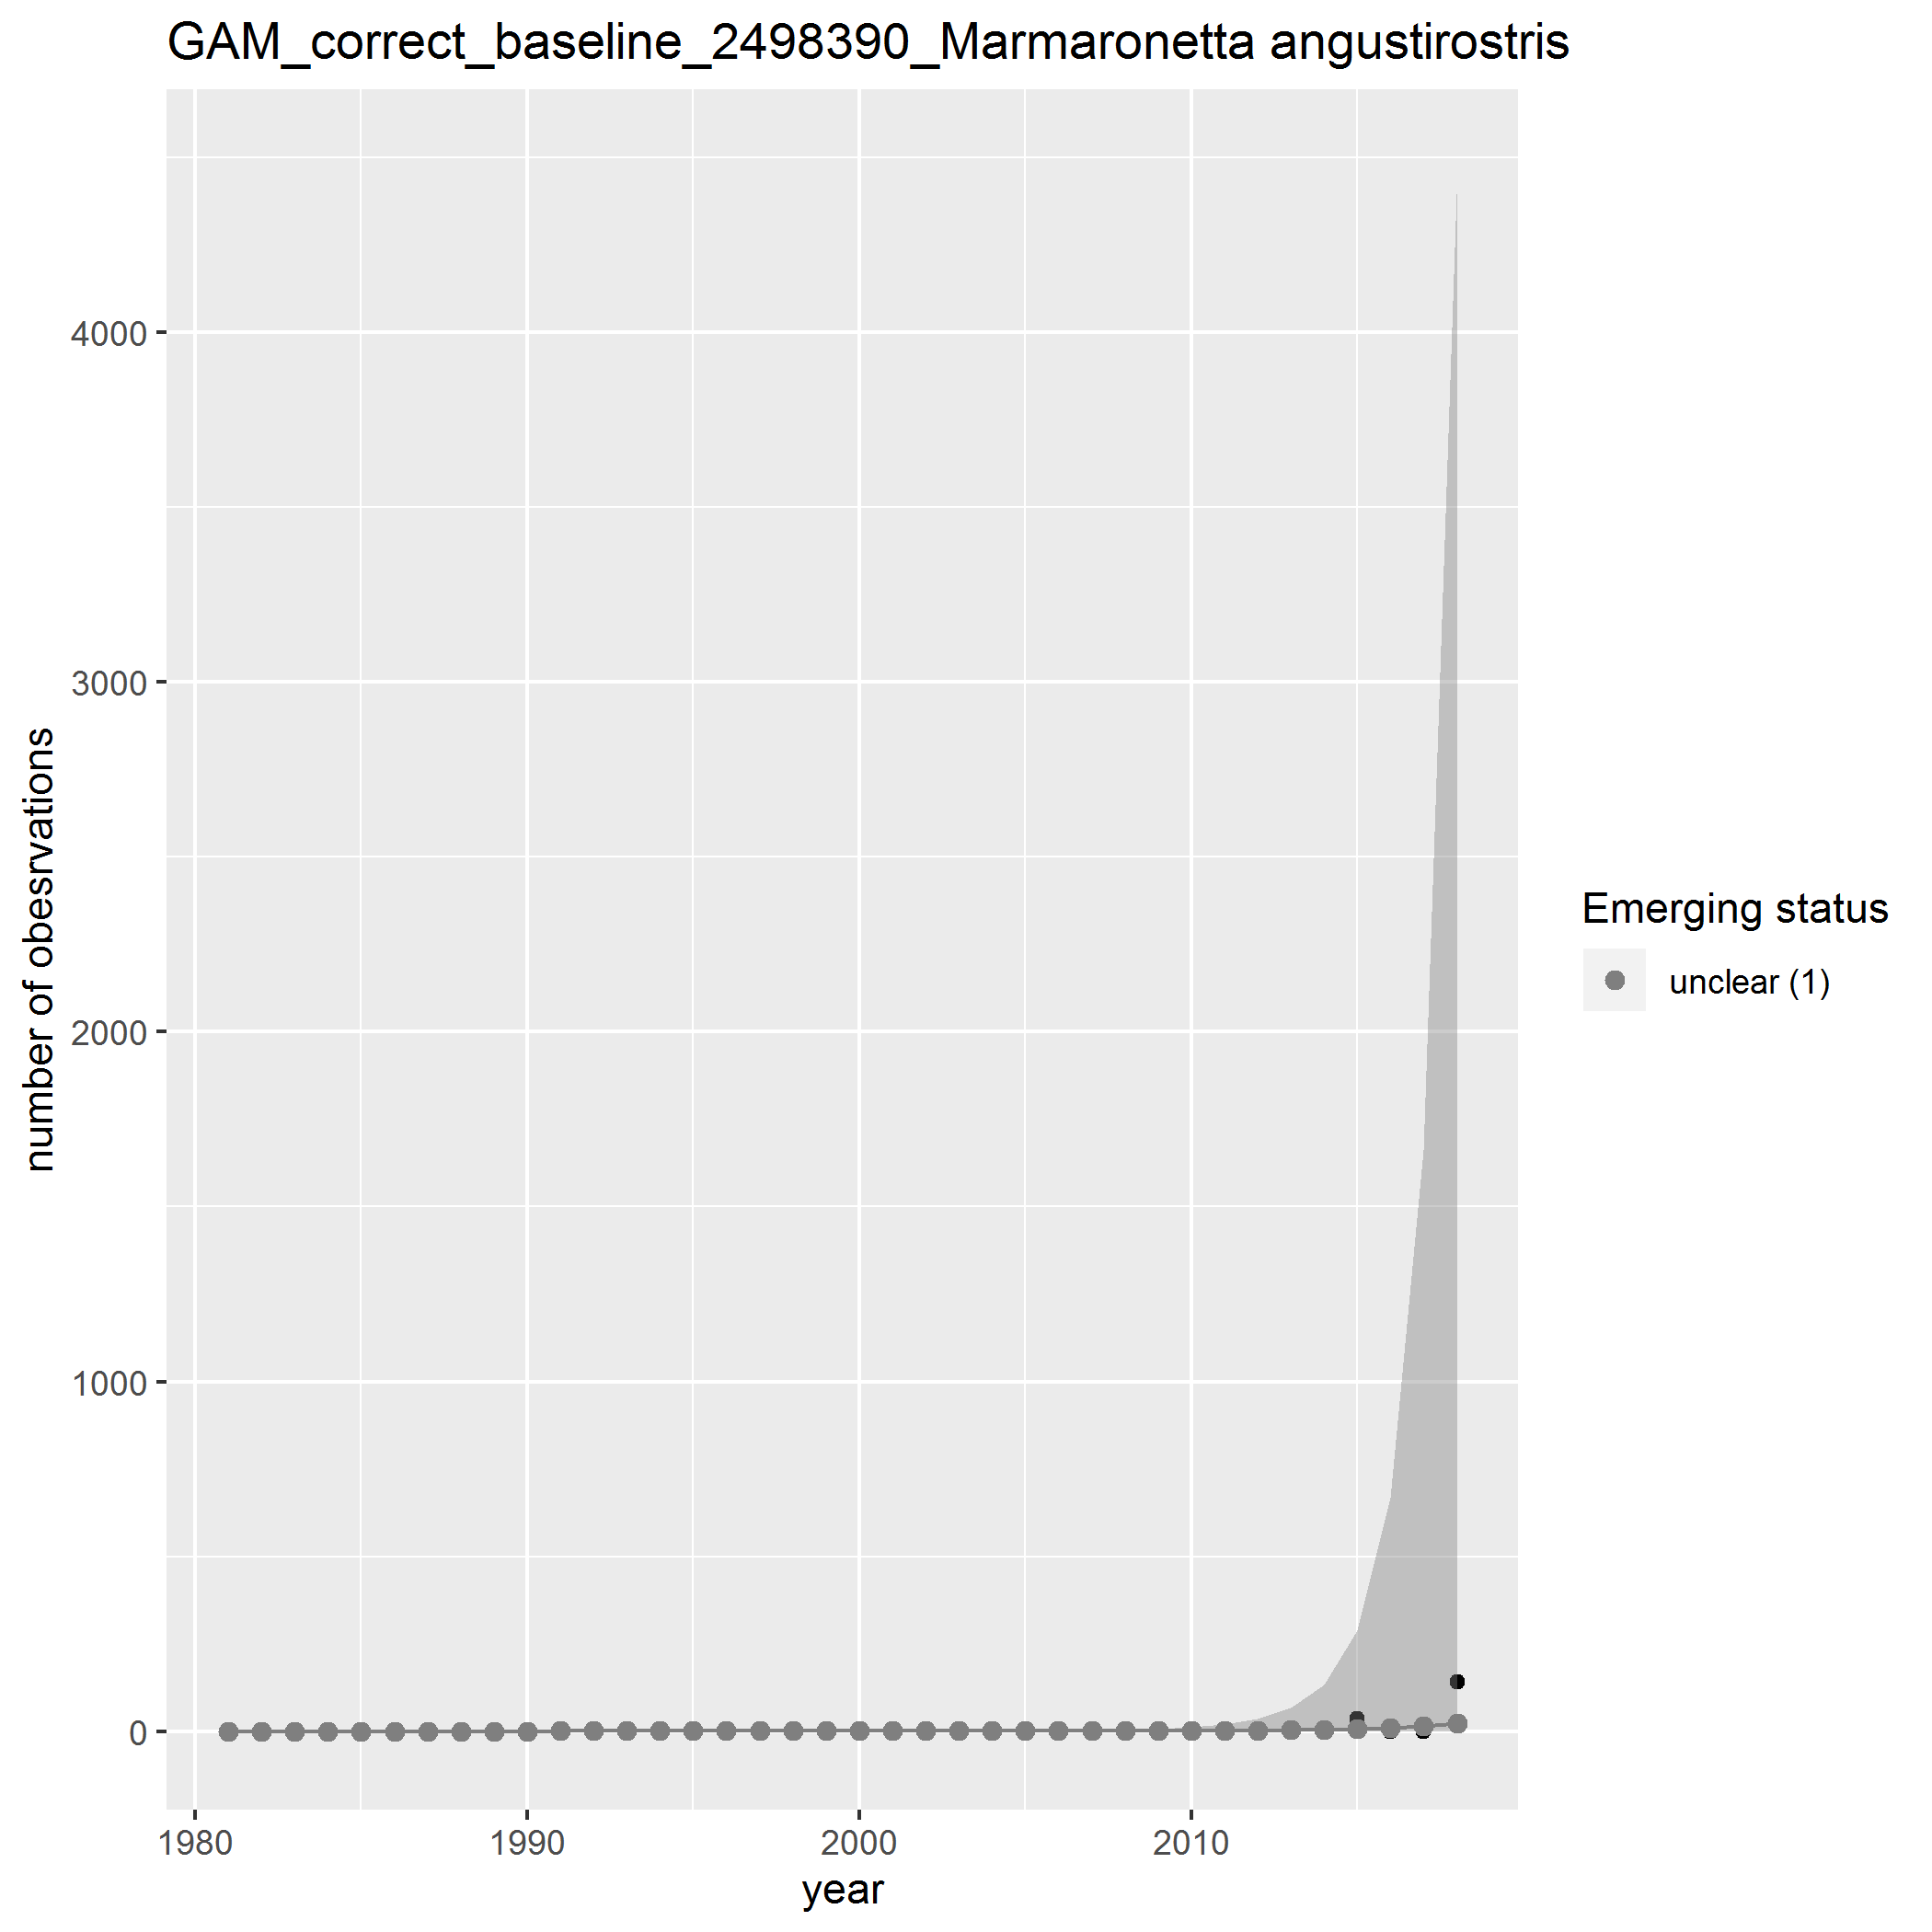 GAM_correct_baseline_2498390_Marmaronetta angustirostris
number of obesrvations
4000
3000
2000
1000
0
1980
1990
2000
2010
year
Emerging status
unclear (1)